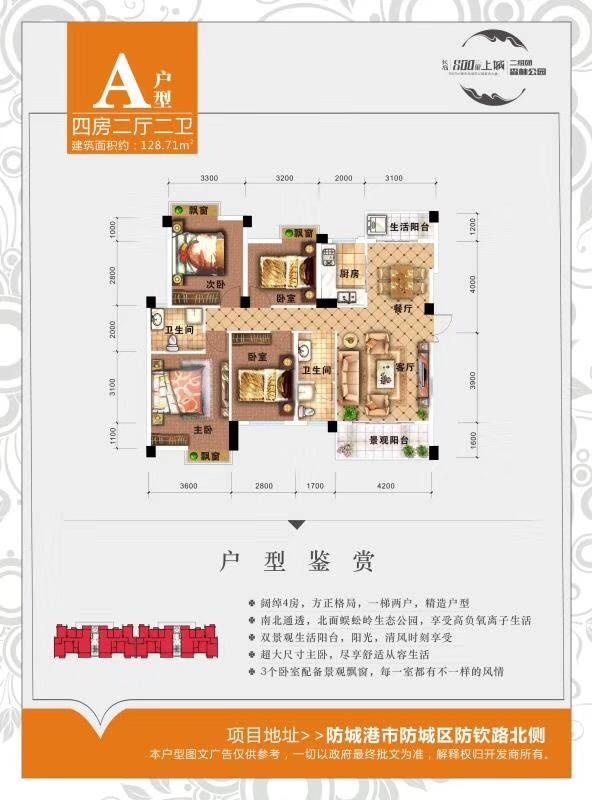 A户型
四房二厅二卫
建筑面积约：128.71m²
800里上城
二组团
森林公园
3300 3200 2000 3100
飘窗
飘窗
生活阳台
次卧
卧室
厨房
餐厅
卫生间
卧室
卫生间
客厅
主卧
飘窗
景观阳台
1000
2800
2000
3100
1100
1200
4000
3900
1600
3600 2800 1700 4200
户型鉴赏
阔绰4房，方正格局，一梯两户，精造户型
南北通透，北面蜈蚣岭生态公园，享受高负氧离子生活
双景观生活阳台，阳光，清风时刻享受
超大尺寸主卧，尽享舒适从容生活
3个卧室配备景观飘窗，每一室都有不一样的风情
项目地址>>防城港市防城区防钦路北侧
本户型图文广告仅供参考，一切以政府最终批文为准，解释权归开发商所有。